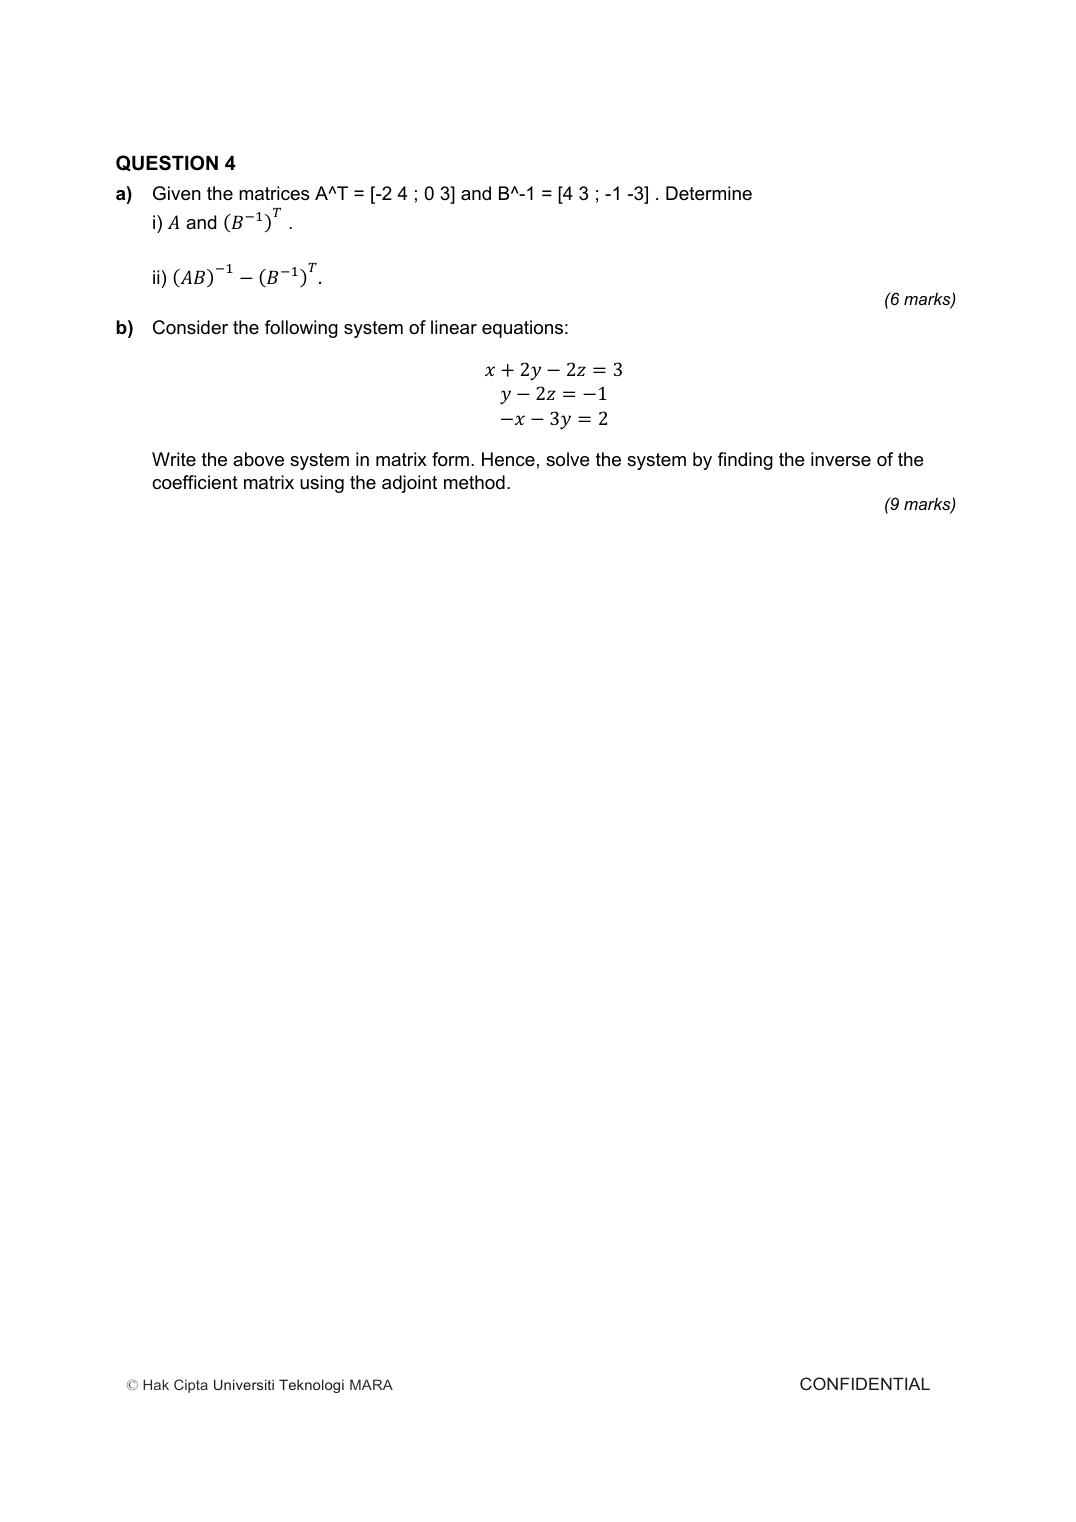 QUESTION 4
a) Given the matrices A^T = [-2 4 ; 0 3] and B^-1 = [4 3 ; -1 -3] . Determine
i) A and (B⁻¹)ᵀ .
ii) (AB)⁻¹ − (B⁻¹)ᵀ.
(6 marks)
b) Consider the following system of linear equations:
x + 2y − 2z = 3
y − 2z = −1
−x − 3y = 2
Write the above system in matrix form. Hence, solve the system by finding the inverse of the
coefficient matrix using the adjoint method.
(9 marks)
© Hak Cipta Universiti Teknologi MARA CONFIDENTIAL